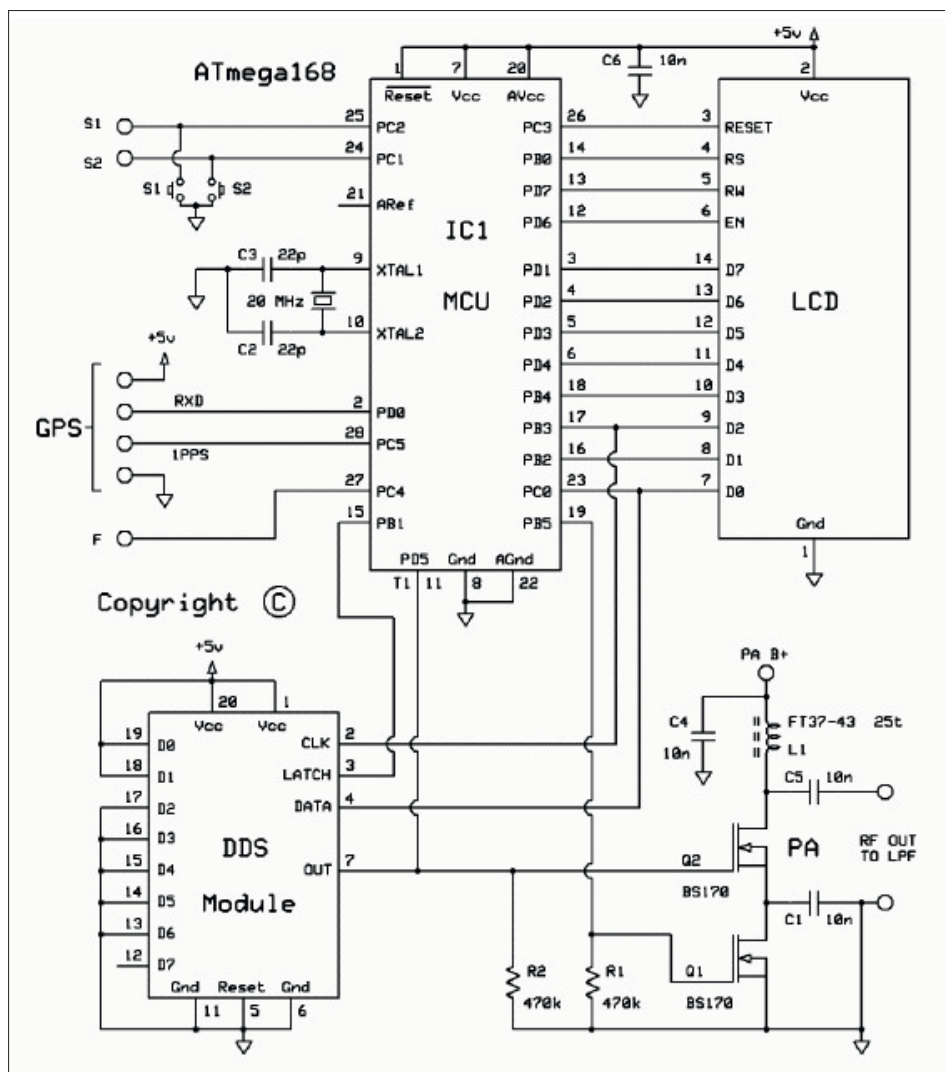 +5v
ATmega168
C6 10n
1 7 20 2
Reset Vcc AVcc Vcc
S1 25 PC2 PC3 26 3 RESET
S2 24 PC1 PB0 14 4 RS
S1 S2 21 ARef PD7 13 5 RW
IC1 PD6 12 6 EN
C3 22p 9 XTAL1 PD1 3 14 D7
20 MHz MCU PD2 4 13 D6 LCD
C2 22p 10 XTAL2 PD3 5 12 D5
+5v PD4 6 11 D4
PB4 18 10 D3
RXD 2 PD0 PB3 17 9 D2
GPS 28 PC5 PB2 16 8 D1
1PPS
27 PC4 PC0 23 7 D0
F 15 PB1 PB5 19
PD5 Gnd AGnd Gnd
T1 11 8 22 1
Copyright ©
+5v
20 1
Vcc Vcc
19 D0 CLK 2
18 D1 LATCH 3
17 D2 DATA 4
16 D3
15 D4 DDS OUT 7
14 D5 Module
13 D6
12 D7
Gnd Reset Gnd
11 5 6
PA B+
C4 10n
FT37-43 25t
L1
C5 10n
Q2 PA RF OUT
TO LPF
BS170
C1 10n
R2 R1 Q1
470k 470k BS170